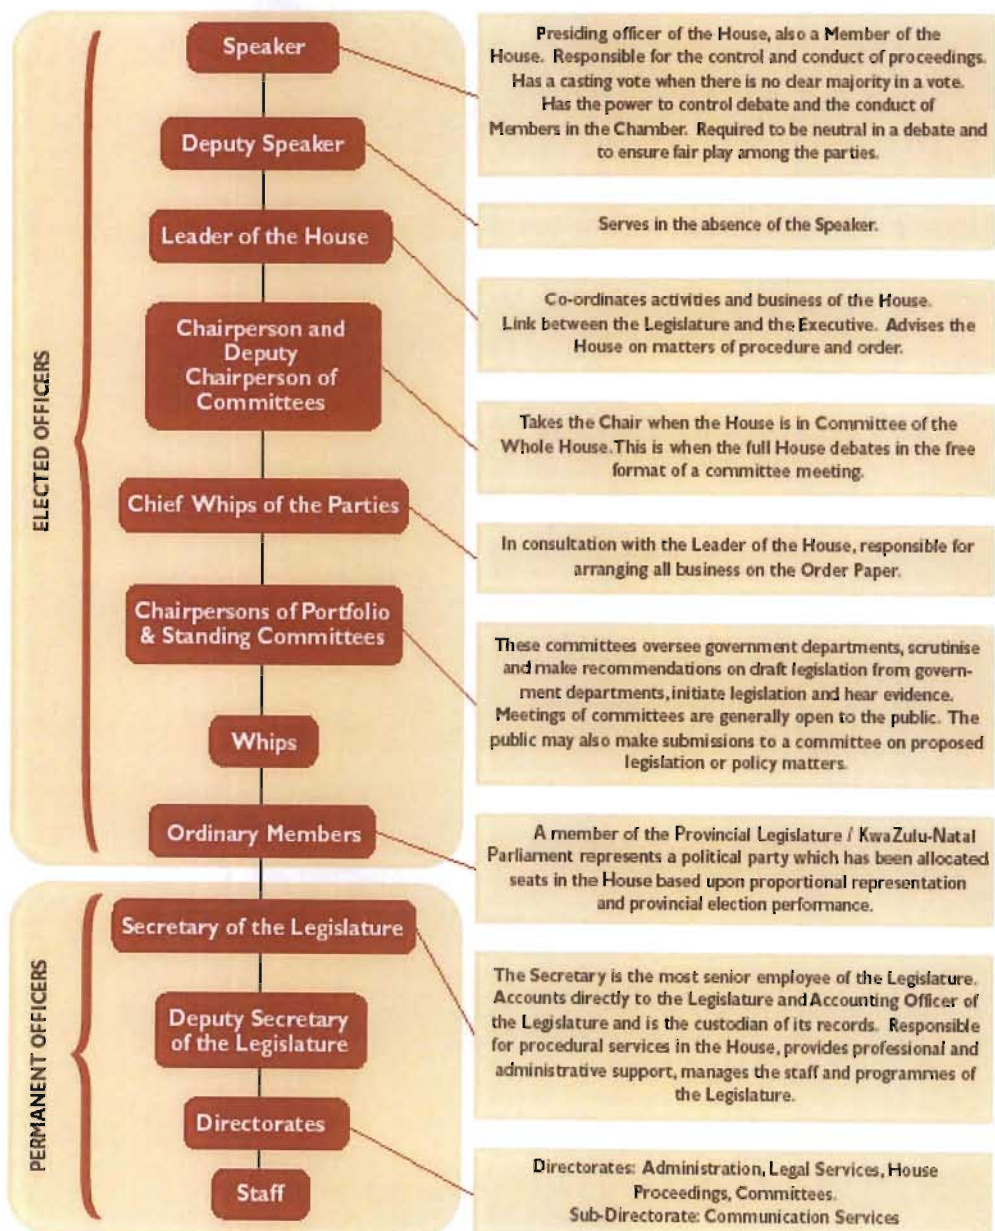 ELECTED OFFICERS
Speaker
Presiding officer of the House, also a Member of the
House. Responsible for the control and conduct of proceedings.
Has a casting vote when there is no clear majority in a vote.
Has the power to control debate and the conduct of
Members in the Chamber. Required to be neutral in a debate and
to ensure fair play among the parties.
Deputy Speaker
Serves in the absence of the Speaker.
Leader of the House
Co-ordinates activities and business of the House.
Link between the Legislature and the Executive. Advises the
House on matters of procedure and order.
Chairperson and
Deputy
Chairperson of
Committees
Takes the Chair when the House is in Committee of the
Whole House. This is when the full House debates in the free
format of a committee meeting.
Chief Whips of the Parties
In consultation with the Leader of the House, responsible for
arranging all business on the Order Paper.
Chairpersons of Portfolio
& Standing Committees
These committees oversee government departments, scrutinise
and make recommendations on draft legislation from govern-
ment departments, initiate legislation and hear evidence.
Meetings of committees are generally open to the public. The
public may also make submissions to a committee on proposed
legislation or policy matters.
Whips
Ordinary Members
A member of the Provincial Legislature / KwaZulu-Natal
Parliament represents a political party which has been allocated
seats in the House based upon proportional representation
and provincial election performance.
PERMANENT OFFICERS
Secretary of the Legislature
The Secretary is the most senior employee of the Legislature.
Accounts directly to the Legislature and Accounting Officer of
the Legislature and is the custodian of its records. Responsible
for procedural services in the House, provides professional and
administrative support, manages the staff and programmes of
the Legislature.
Deputy Secretary
of the Legislature
Directorates
Directorates: Administration, Legal Services, House
Proceedings, Committees.
Sub-Directorate: Communication Services
Staff